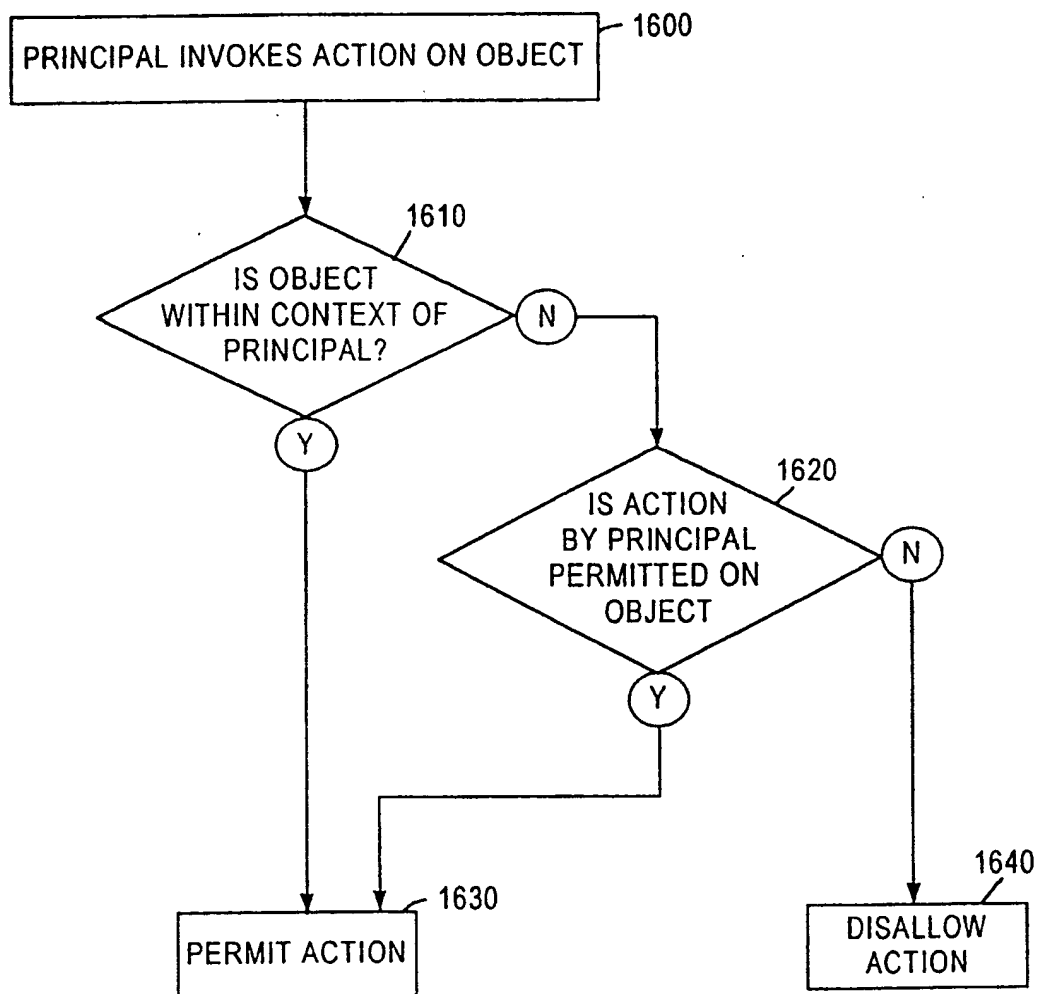 1600
PRINCIPAL INVOKES ACTION ON OBJECT
1610
IS OBJECT
WITHIN CONTEXT OF
PRINCIPAL?
N
Y
1620
IS ACTION
BY PRINCIPAL
PERMITTED ON
OBJECT
N
Y
1630
PERMIT ACTION
1640
DISALLOW
ACTION